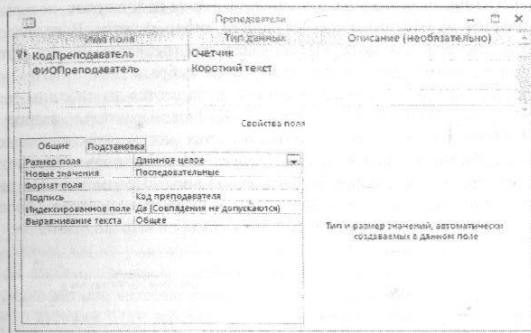 Преподаватели
Имя поля Тип данных Описание (необязательно)
КодПреподаватель Счетчик
ФИОПреподаватель Короткий текст
Свойства поля
Общие Подстановка
Размер поля Длинное целое
Новые значения Последовательные
Формат поля
Подпись Код преподавателя
Индексированное поле Да (Совпадения не допускаются)
Выравнивание текста Общее
Тип и размер значений, автоматически
создаваемых в данном поле